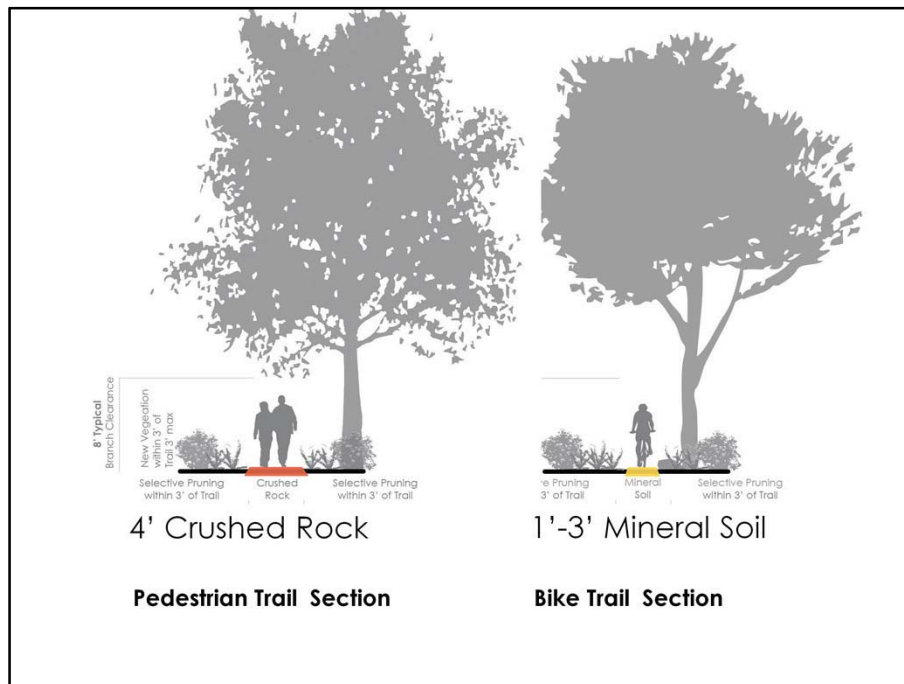 8' Typical
Branch Clearance
New Vegeation
within 3' of
Trail 3' max
Selective Pruning
within 3' of Trail
Crushed
Rock
Selective Pruning
within 3' of Trail
4' Crushed Rock
Pedestrian Trail Section
e Pruning
3' of Trail
Mineral
Soil
Selective Pruning
within 3' of Trail
1'-3' Mineral Soil
Bike Trail Section